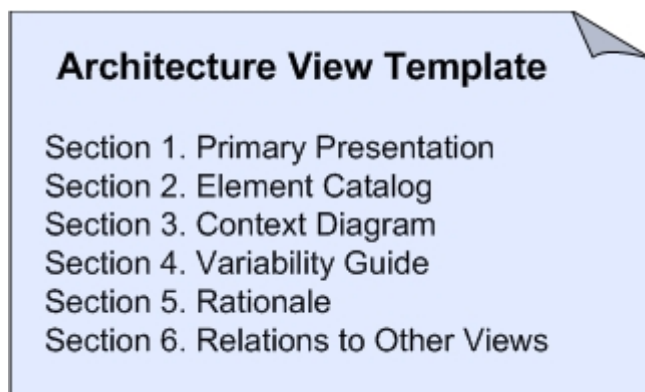 Architecture View Template
Section 1. Primary Presentation
Section 2. Element Catalog
Section 3. Context Diagram
Section 4. Variability Guide
Section 5. Rationale
Section 6. Relations to Other Views